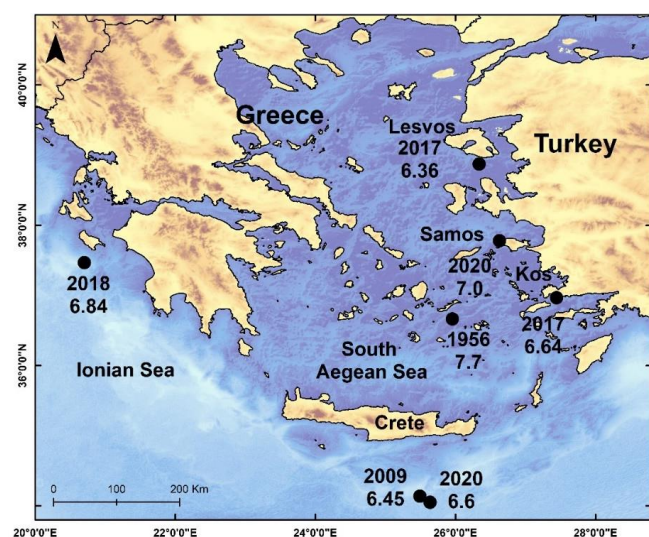 N
Greece
Lesvos
2017
6.36
Turkey
Samos
2020
7.0
Kos
2017
6.64
2018
6.84
1956
7.7
Ionian Sea
South
Aegean Sea
Crete
2009
6.45
2020
6.6
0 100 200 Km
40°0'0"N
38°0'0"N
36°0'0"N
20°0'0"E 22°0'0"E 24°0'0"E 26°0'0"E 28°0'0"E